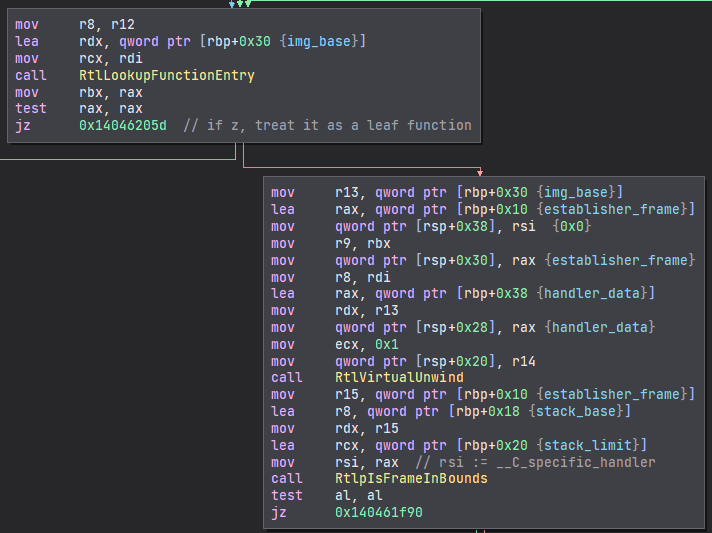 mov r8, r12
lea rdx, qword ptr [rbp+0x30 {img_base}]
mov rcx, rdi
call RtlLookupFunctionEntry
mov rbx, rax
test rax, rax
jz 0x14046205d // if z, treat it as a leaf function
mov r13, qword ptr [rbp+0x30 {img_base}]
lea rax, qword ptr [rbp+0x10 {establisher_frame}]
mov qword ptr [rsp+0x38], rsi {0x0}
mov r9, rbx
mov qword ptr [rsp+0x30], rax {establisher_frame}
mov r8, rdi
lea rax, qword ptr [rbp+0x38 {handler_data}]
mov rdx, r13
mov qword ptr [rsp+0x28], rax {handler_data}
mov ecx, 0x1
mov qword ptr [rsp+0x20], r14
call RtlVirtualUnwind
mov r15, qword ptr [rbp+0x10 {establisher_frame}]
lea r8, qword ptr [rbp+0x18 {stack_base}]
mov rdx, r15
lea rcx, qword ptr [rbp+0x20 {stack_limit}]
mov rsi, rax // rsi := __C_specific_handler
call RtlpIsFrameInBounds
test al, al
jz 0x140461f90